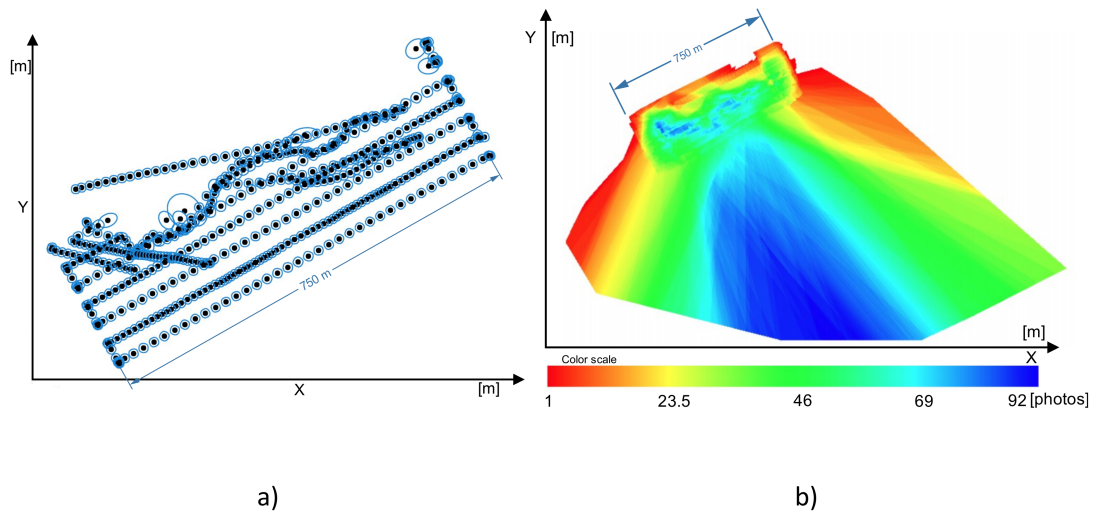 [m]
Y
750 m
X
[m]
a)
Y
[m]
750 m
[m]
X
Color scale
1 23.5 46 69 92 [photos]
b)